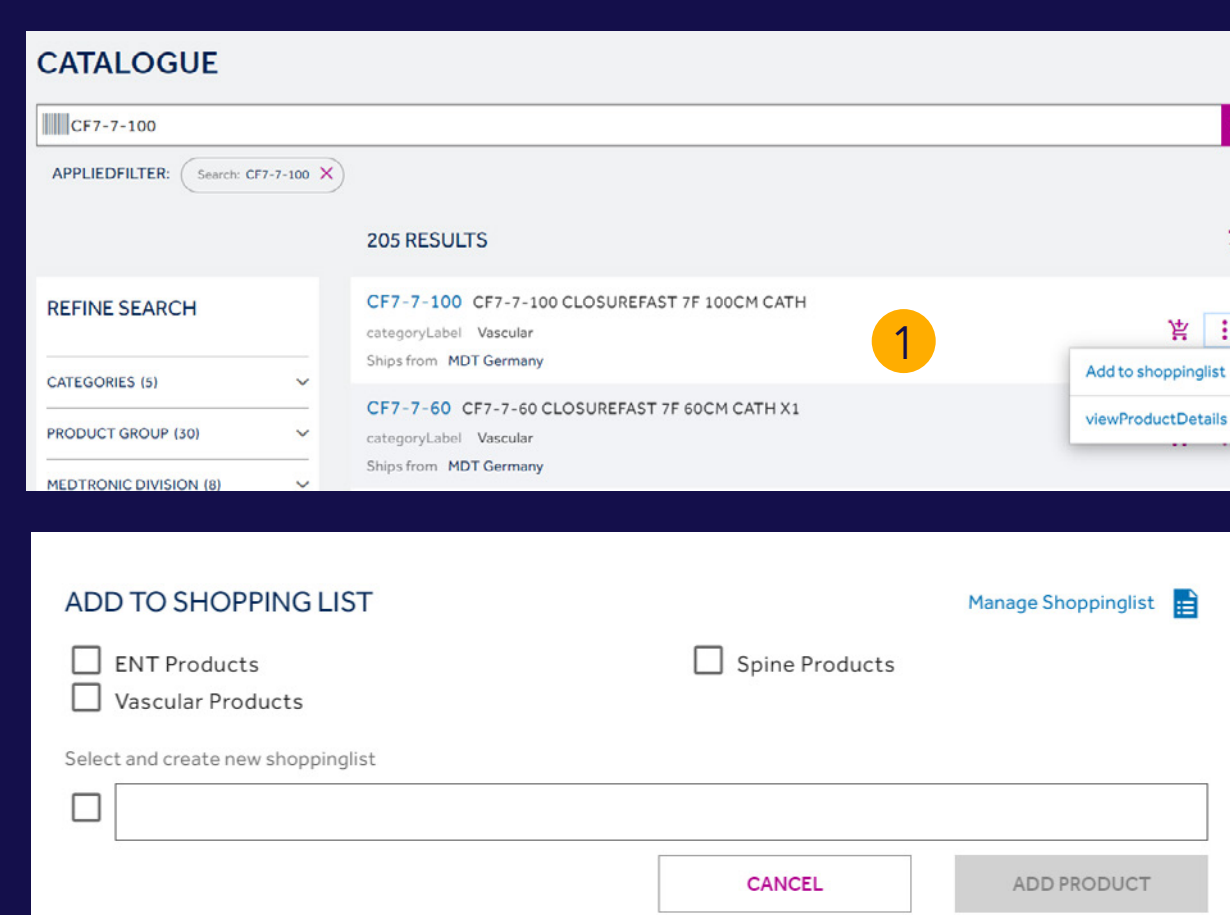 CATALOGUE
CF7-7-100
APPLIEDFILTER: Search: CF7-7-100
205 RESULTS
REFINE SEARCH
CATEGORIES (5)
PRODUCT GROUP (30)
MEDTRONIC DIVISION (8)
CF7-7-100 CF7-7-100 CLOSUREFAST 7F 100CM CATH
categoryLabel Vascular
Ships from MDT Germany
1
Add to shoppinglist
viewProductDetails
CF7-7-60 CF7-7-60 CLOSUREFAST 7F 60CM CATH X1
categoryLabel Vascular
Ships from MDT Germany
ADD TO SHOPPING LIST
Manage Shoppinglist
ENT Products
Spine Products
Vascular Products
Select and create new shoppinglist
CANCEL
ADD PRODUCT